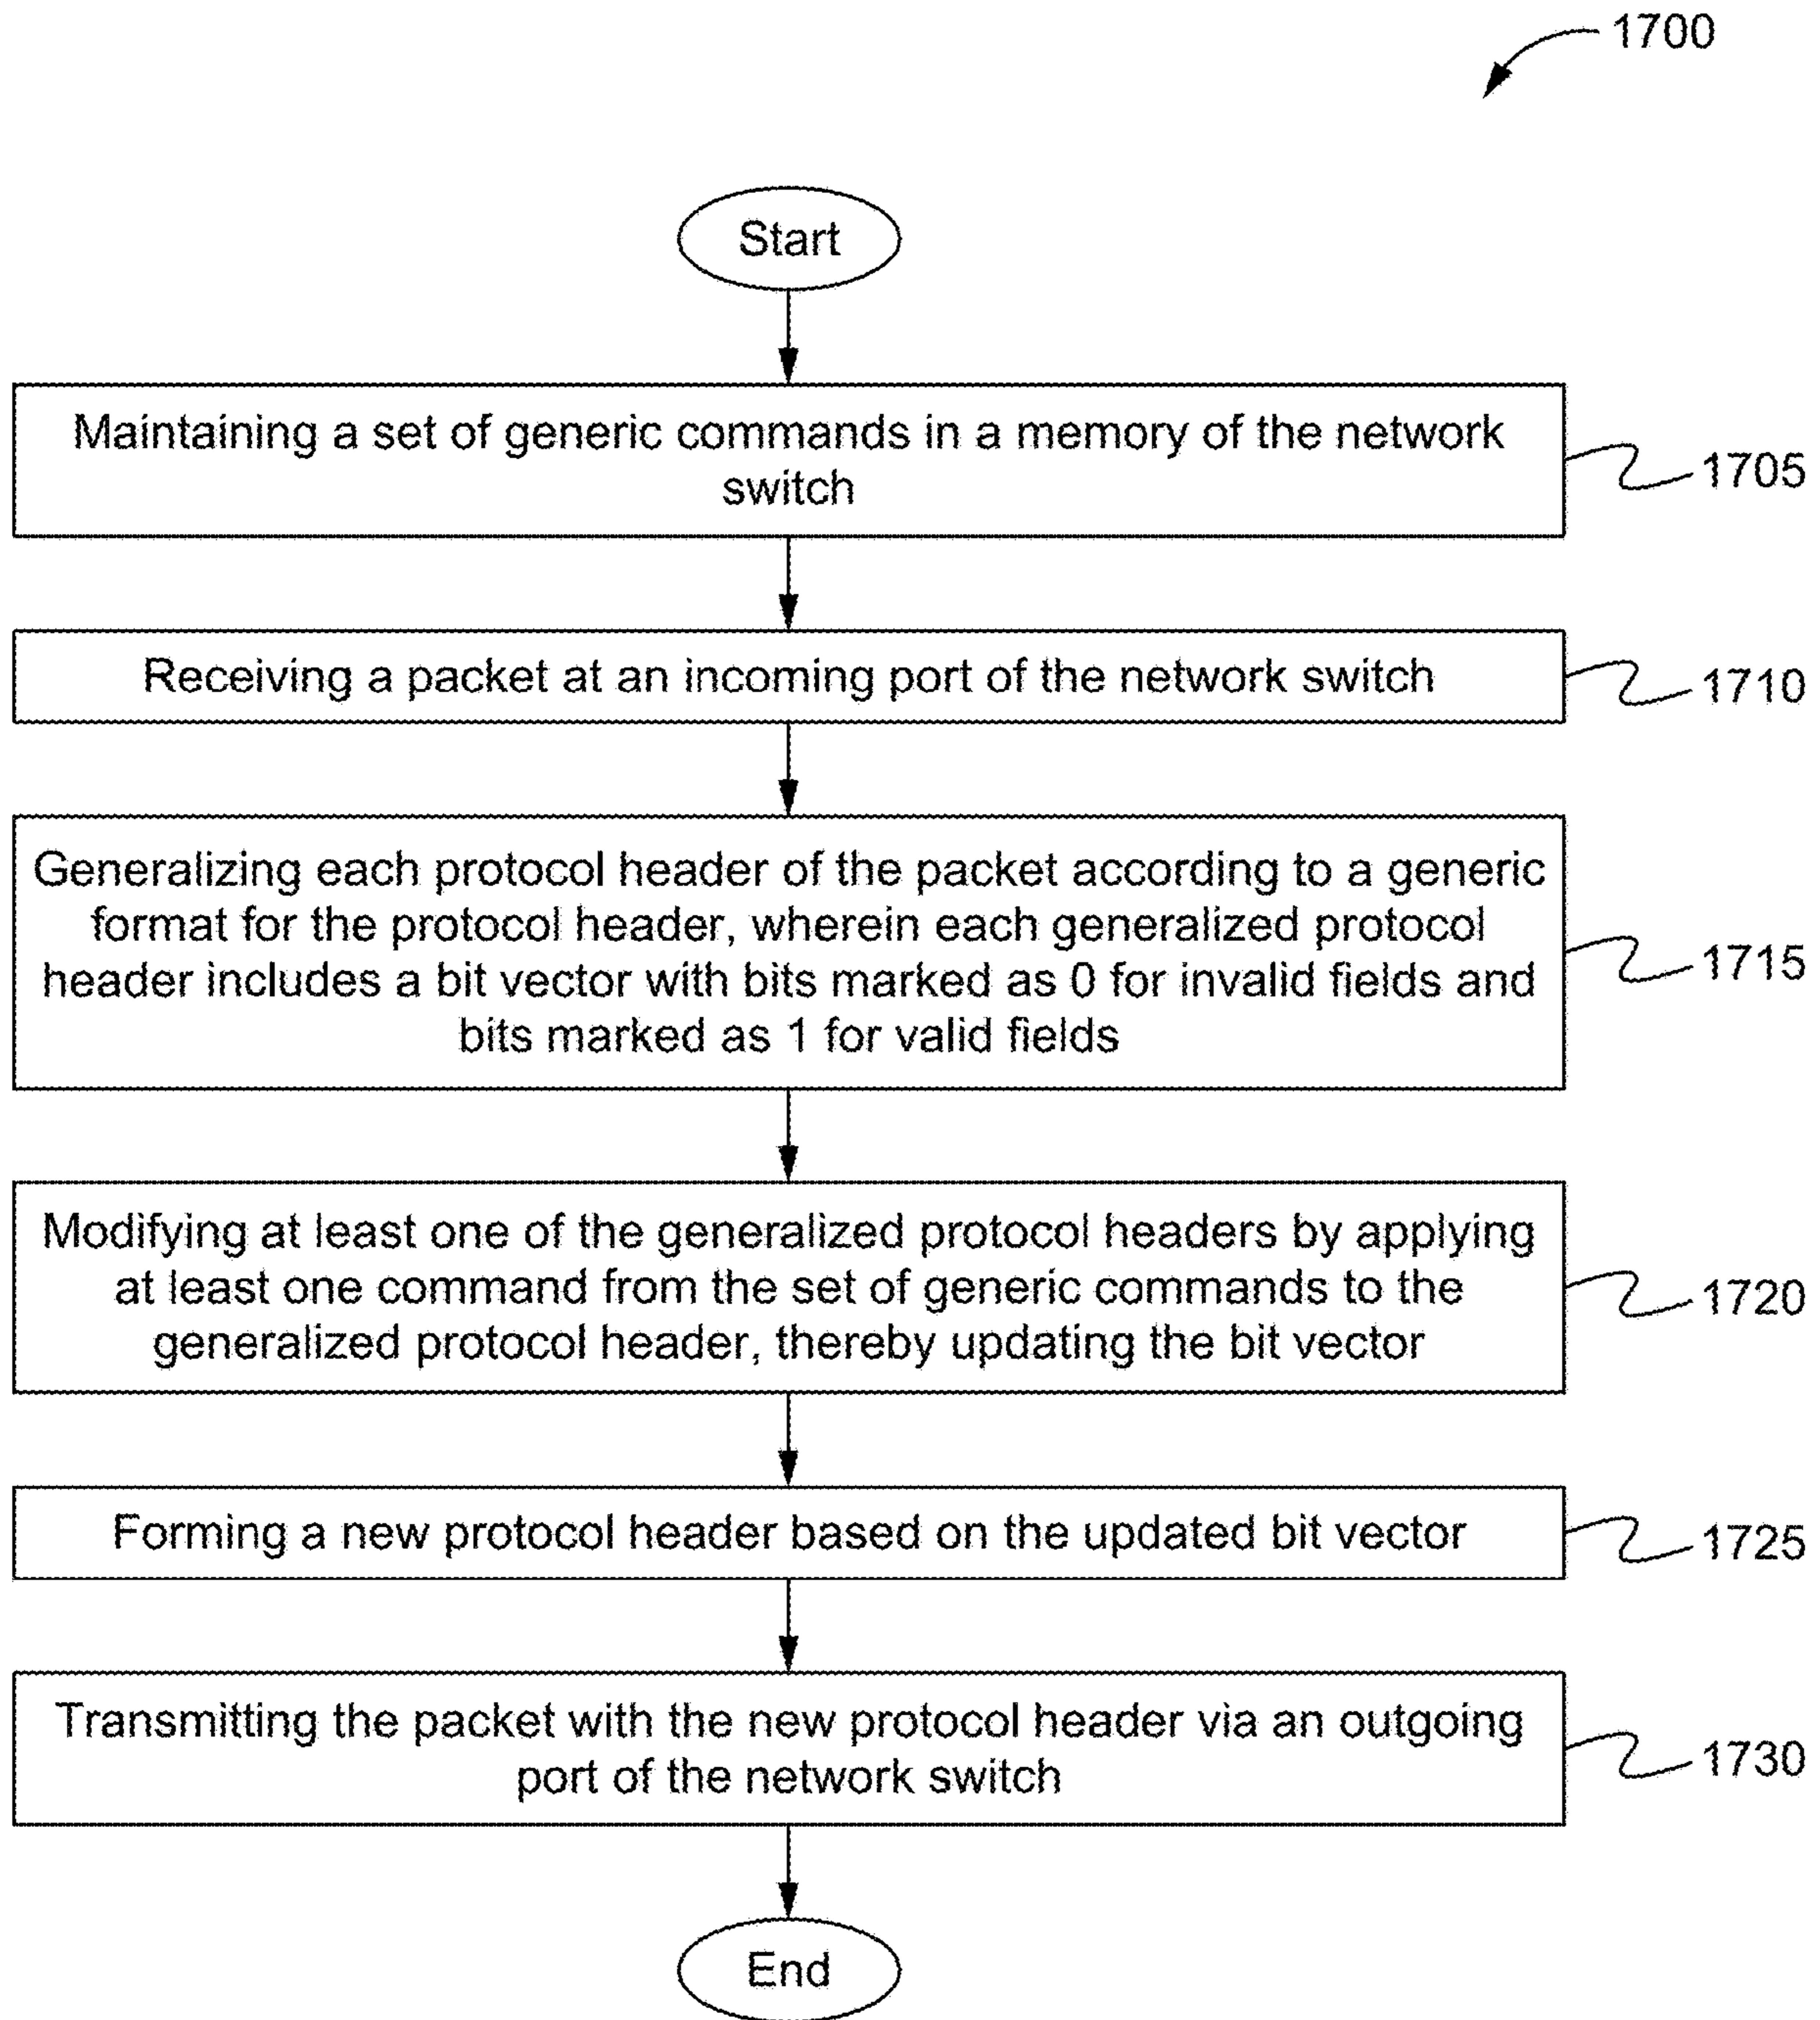 1700
Start
Maintaining a set of generic commands in a memory of the network
switch
1705
Receiving a packet at an incoming port of the network switch
1710
Generalizing each protocol header of the packet according to a generic
format for the protocol header, wherein each generalized protocol
header includes a bit vector with bits marked as 0 for invalid fields and
bits marked as 1 for valid fields
1715
Modifying at least one of the generalized protocol headers by applying
at least one command from the set of generic commands to the
generalized protocol header, thereby updating the bit vector
1720
Forming a new protocol header based on the updated bit vector
1725
Transmitting the packet with the new protocol header via an outgoing
port of the network switch
1730
End